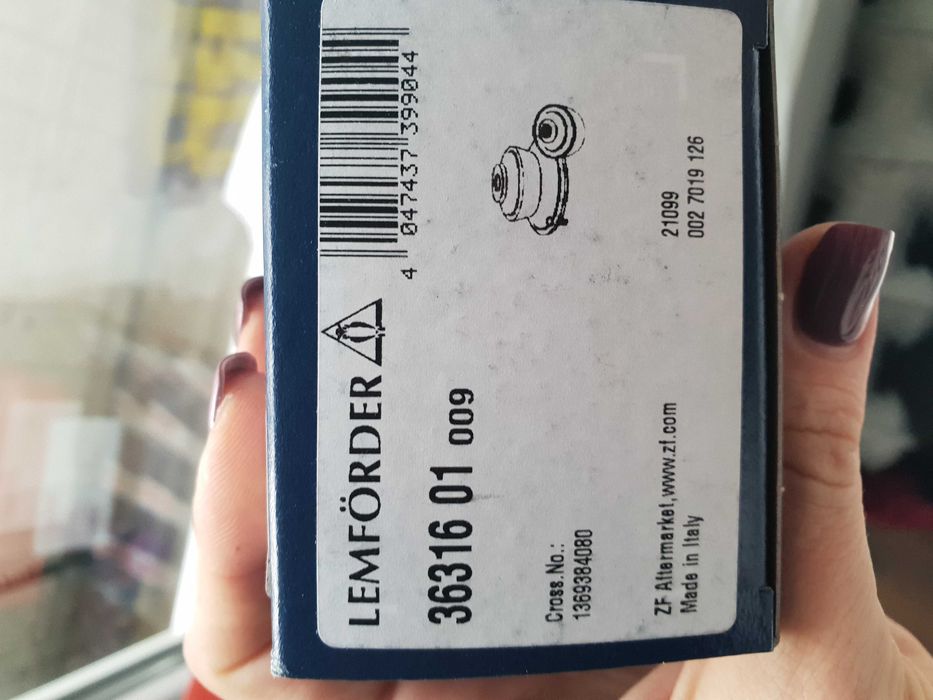 LEMFÖRDER
4 047437 399044
36316 01 009
Cross.No.:
1369384080
21099
002 7019 126
ZF Aftermarket,www.zf.com
Made in Italy